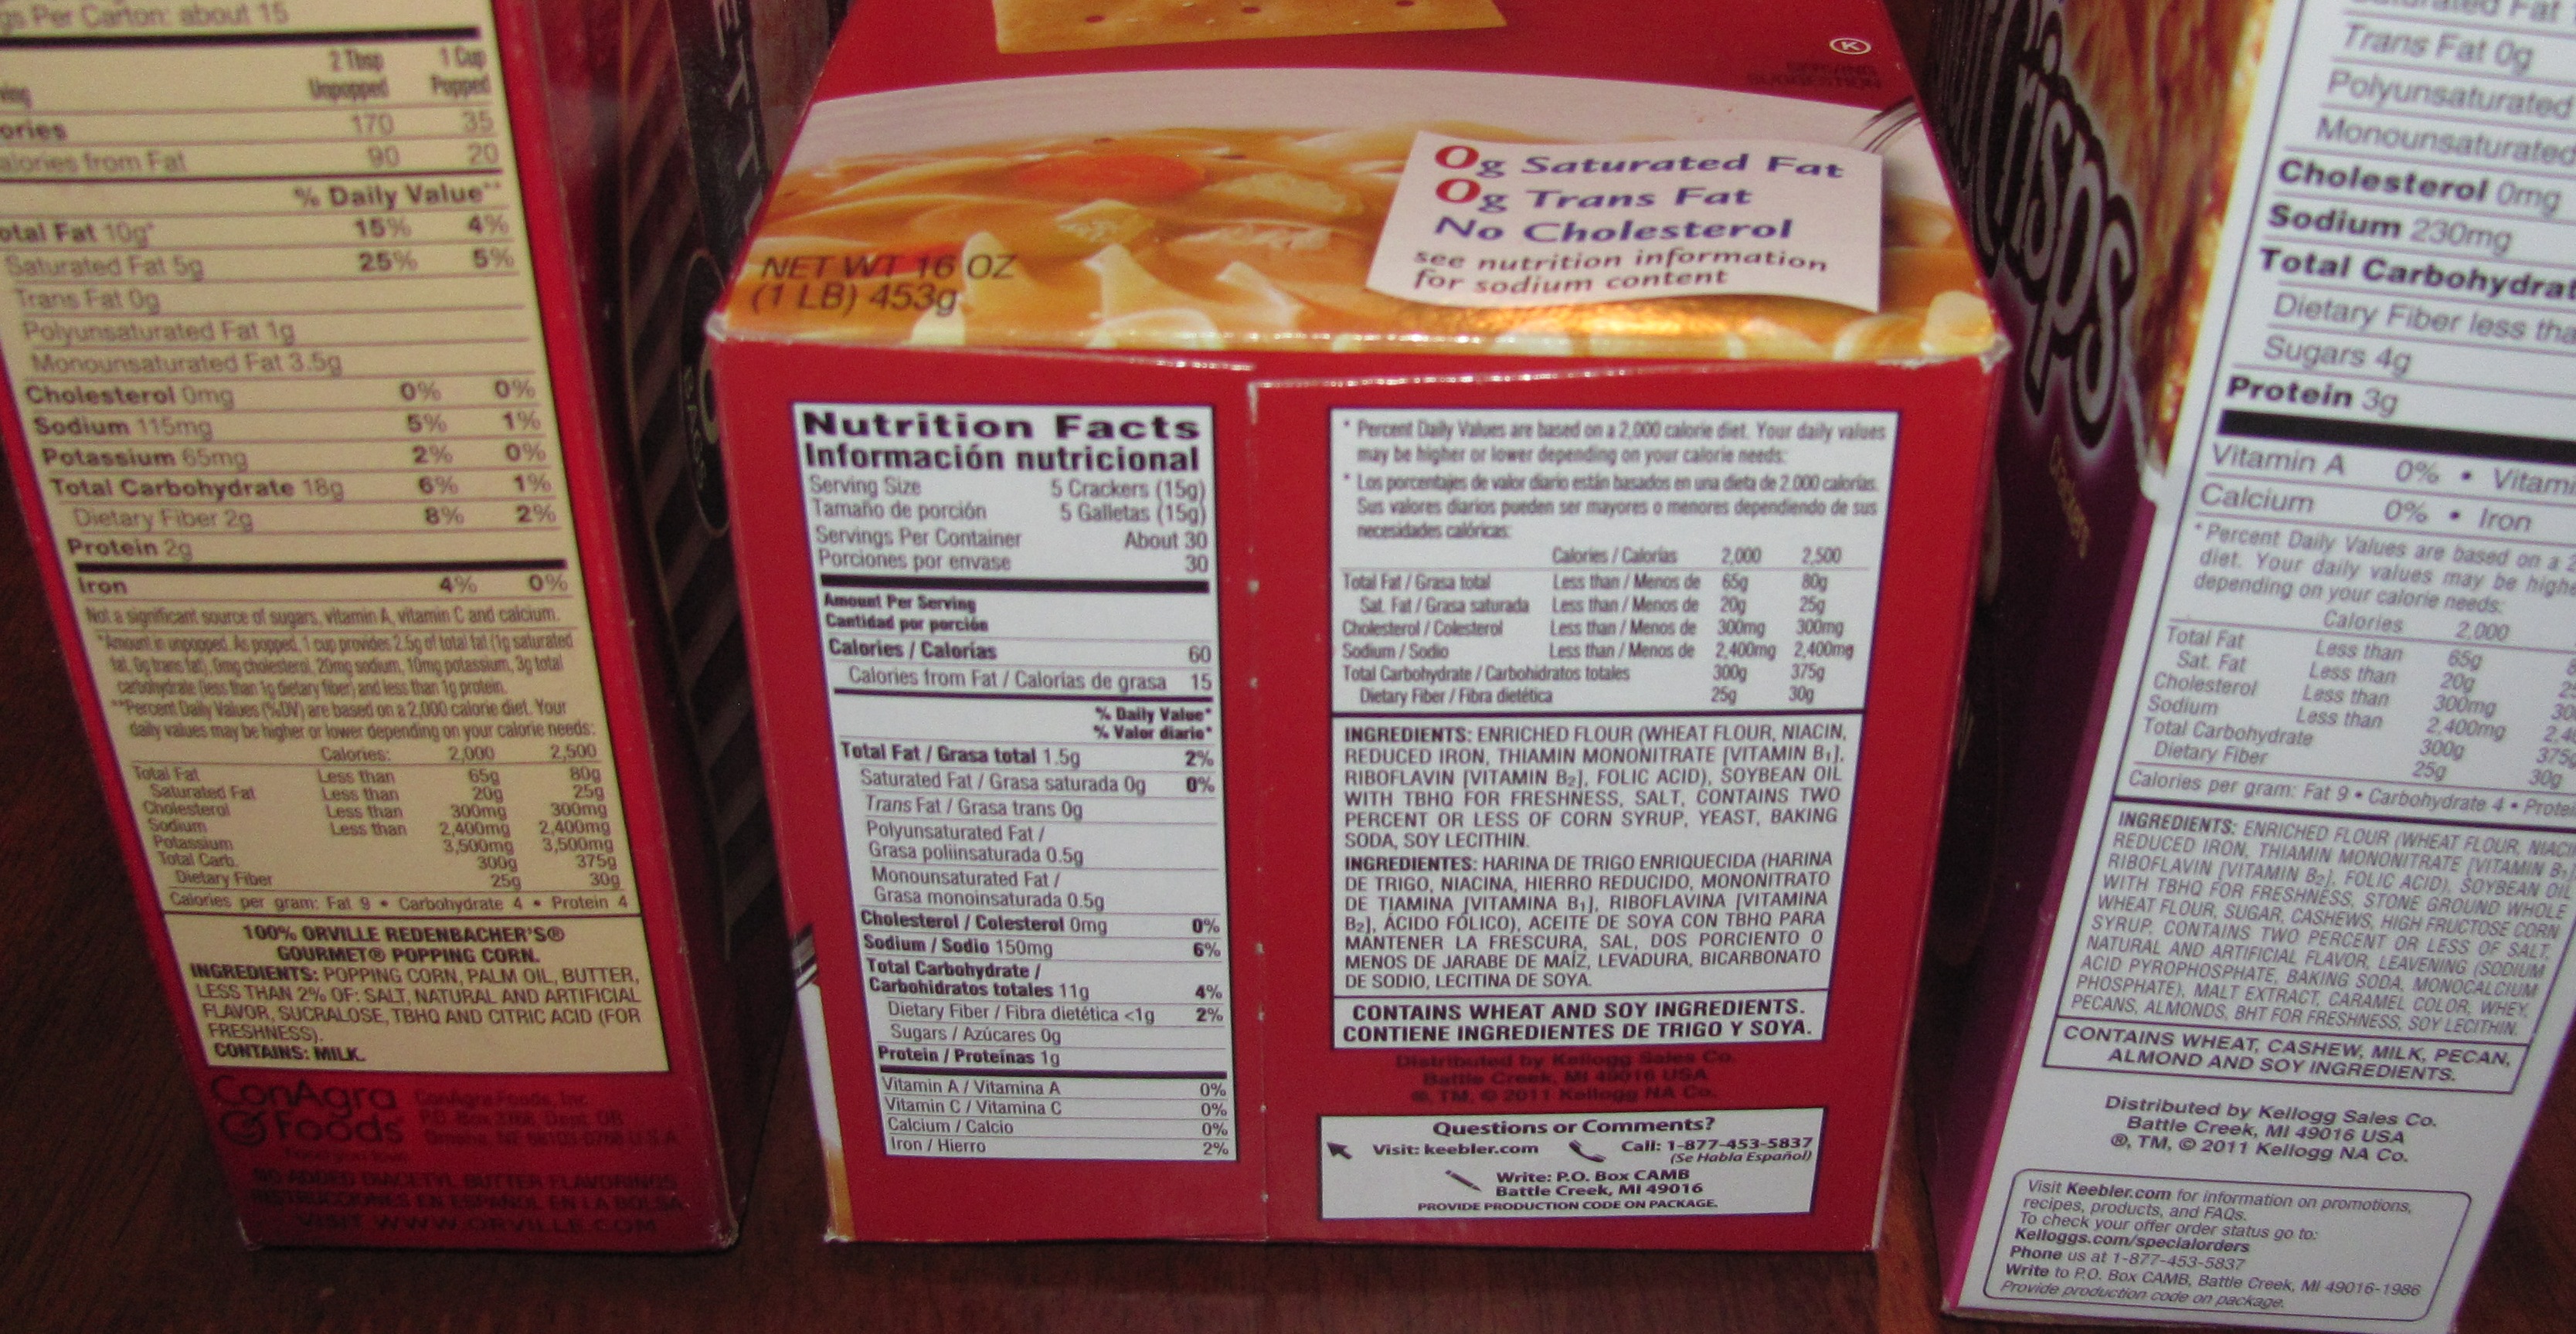 Per Carton: about 15
2 Tbsp 1 Cup
Unpopped Popped
ories 170 35
alories from Fat 90 20
% Daily Value**
otal Fat 10g* 15% 4%
Saturated Fat 5g 25% 5%
Trans Fat 0g
Polyunsaturated Fat 1g
Monounsaturated Fat 3.5g
Cholesterol 0mg 0% 0%
Sodium 115mg 5% 1%
Potassium 65mg 2% 0%
Total Carbohydrate 18g 6% 1%
Dietary Fiber 2g 8% 2%
Protein 2g
Iron 4% 0%
Not a significant source of sugars, vitamin A, vitamin C and calcium.
*Amount in unpopped. As popped, 1 cup provides 2.5g of total fat (1g saturated
fat, 0g trans fat), 0mg cholesterol, 20mg sodium, 10mg potassium, 3g total
carbohydrate (less than 1g dietary fiber) and less than 1g protein.
**Percent Daily Values (%DV) are based on a 2,000 calorie diet. Your
daily values may be higher or lower depending on your calorie needs:
Calories: 2,000 2,500
Total Fat Less than 65g 80g
Saturated Fat Less than 20g 25g
Cholesterol Less than 300mg 300mg
Sodium Less than 2,400mg 2,400mg
Potassium 3,500mg 3,500mg
Total Carb. 300g 375g
Dietary Fiber 25g 30g
Calories per gram: Fat 9 • Carbohydrate 4 • Protein 4
100% ORVILLE REDENBACHER'S®
GOURMET® POPPING CORN.
INGREDIENTS: POPPING CORN, PALM OIL, BUTTER,
LESS THAN 2% OF: SALT, NATURAL AND ARTIFICIAL
FLAVOR, SUCRALOSE, TBHQ AND CITRIC ACID (FOR
FRESHNESS).
CONTAINS: MILK.
ConAgra
Foods
ConAgra Foods, Inc.
Food you love
NO ADDED DIACETYL BUTTER FLAVORINGS
INSTRUCCIONES EN ESPAÑOL EN LA BOLSA
VISIT WWW.ORVILLE.COM
BAGS
K
SERVING
SUGGESTION
0g Saturated Fat
0g Trans Fat
No Cholesterol
see nutrition information
for sodium content
NET WT 16 OZ
(1 LB) 453g
Nutrition Facts
Información nutricional
Serving Size 5 Crackers (15g)
Tamaño de porción 5 Galletas (15g)
Servings Per Container About 30
Porciones por envase 30
Amount Per Serving
Cantidad por porción
Calories / Calorías 60
Calories from Fat / Calorías de grasa 15
% Daily Value*
% Valor diario*
Total Fat / Grasa total 1.5g 2%
Saturated Fat / Grasa saturada 0g 0%
Trans Fat / Grasa trans 0g
Polyunsaturated Fat /
Grasa poliinsaturada 0.5g
Monounsaturated Fat /
Grasa monoinsaturada 0.5g
Cholesterol / Colesterol 0mg 0%
Sodium / Sodio 150mg 6%
Total Carbohydrate /
Carbohidratos totales 11g 4%
Dietary Fiber / Fibra dietética <1g 2%
Sugars / Azúcares 0g
Protein / Proteínas 1g
Vitamin A / Vitamina A 0%
Vitamin C / Vitamina C 0%
Calcium / Calcio 0%
Iron / Hierro 2%
* Percent Daily Values are based on a 2,000 calorie diet. Your daily values
may be higher or lower depending on your calorie needs:
* Los porcentajes de valor diario están basados en una dieta de 2.000 calorías.
Sus valores diarios pueden ser mayores o menores dependiendo de sus
necesidades calóricas:
Calories / Calorías 2,000 2,500
Total Fat / Grasa total Less than / Menos de 65g 80g
Sat. Fat / Grasa saturada Less than / Menos de 20g 25g
Cholesterol / Colesterol Less than / Menos de 300mg 300mg
Sodium / Sodio Less than / Menos de 2,400mg 2,400mg
Total Carbohydrate / Carbohidratos totales 300g 375g
Dietary Fiber / Fibra dietética 25g 30g
INGREDIENTS: ENRICHED FLOUR (WHEAT FLOUR, NIACIN,
REDUCED IRON, THIAMIN MONONITRATE [VITAMIN B1],
RIBOFLAVIN [VITAMIN B2], FOLIC ACID), SOYBEAN OIL
WITH TBHQ FOR FRESHNESS, SALT, CONTAINS TWO
PERCENT OR LESS OF CORN SYRUP, YEAST, BAKING
SODA, SOY LECITHIN.
INGREDIENTES: HARINA DE TRIGO ENRIQUECIDA (HARINA
DE TRIGO, NIACINA, HIERRO REDUCIDO, MONONITRATO
DE TIAMINA [VITAMINA B1], RIBOFLAVINA [VITAMINA
B2], ÁCIDO FÓLICO), ACEITE DE SOYA CON TBHQ PARA
MANTENER LA FRESCURA, SAL, DOS PORCIENTO O
MENOS DE JARABE DE MAÍZ, LEVADURA, BICARBONATO
DE SODIO, LECITINA DE SOYA.
CONTAINS WHEAT AND SOY INGREDIENTS.
CONTIENE INGREDIENTES DE TRIGO Y SOYA.
Distributed by Kellogg Sales Co.
Battle Creek, MI 49016 USA
®, TM, © 2011 Kellogg NA Co.
Questions or Comments?
Visit: keebler.com Call: 1-877-453-5837
(Se Habla Español)
Write: P.O. Box CAMB
Battle Creek, MI 49016
PROVIDE PRODUCTION CODE ON PACKAGE.
Crisps
Crackers
Saturated Fat
Trans Fat 0g
Polyunsaturated
Monounsaturated
Cholesterol 0mg
Sodium 230mg
Total Carbohydrat
Dietary Fiber less tha
Sugars 4g
Protein 3g
Vitamin A 0% • Vitami
Calcium 0% • Iron
* Percent Daily Values are based on a 2
diet. Your daily values may be highe
depending on your calorie needs:
Calories 2,000
Total Fat Less than 65g
Sat. Fat Less than 20g
Cholesterol Less than 300mg 30
Sodium Less than 2,400mg 2,4
Total Carbohydrate 300g 375g
Dietary Fiber 25g 30g
Calories per gram: Fat 9 • Carbohydrate 4 • Protei
INGREDIENTS: ENRICHED FLOUR (WHEAT FLOUR, NIACI
REDUCED IRON, THIAMIN MONONITRATE [VITAMIN B1]
RIBOFLAVIN [VITAMIN B2], FOLIC ACID), SOYBEAN OIL
WITH TBHQ FOR FRESHNESS, STONE GROUND WHOLE
WHEAT FLOUR, SUGAR, CASHEWS, HIGH FRUCTOSE CORN
SYRUP, CONTAINS TWO PERCENT OR LESS OF SALT,
NATURAL AND ARTIFICIAL FLAVOR, LEAVENING (SODIUM
ACID PYROPHOSPHATE, BAKING SODA, MONOCALCIUM
PHOSPHATE), MALT EXTRACT, CARAMEL COLOR, WHEY,
PECANS, ALMONDS, BHT FOR FRESHNESS, SOY LECITHIN.
CONTAINS WHEAT, CASHEW, MILK, PECAN,
ALMOND AND SOY INGREDIENTS.
Distributed by Kellogg Sales Co.
Battle Creek, MI 49016 USA
®, TM, © 2011 Kellogg NA Co.
Visit Keebler.com for information on promotions,
recipes, products, and FAQs.
To check your offer order status go to:
Kelloggs.com/specialorders
Phone us at 1-877-453-5837
Write to P.O. Box CAMB, Battle Creek, MI 49016-1986
Provide production code on package.